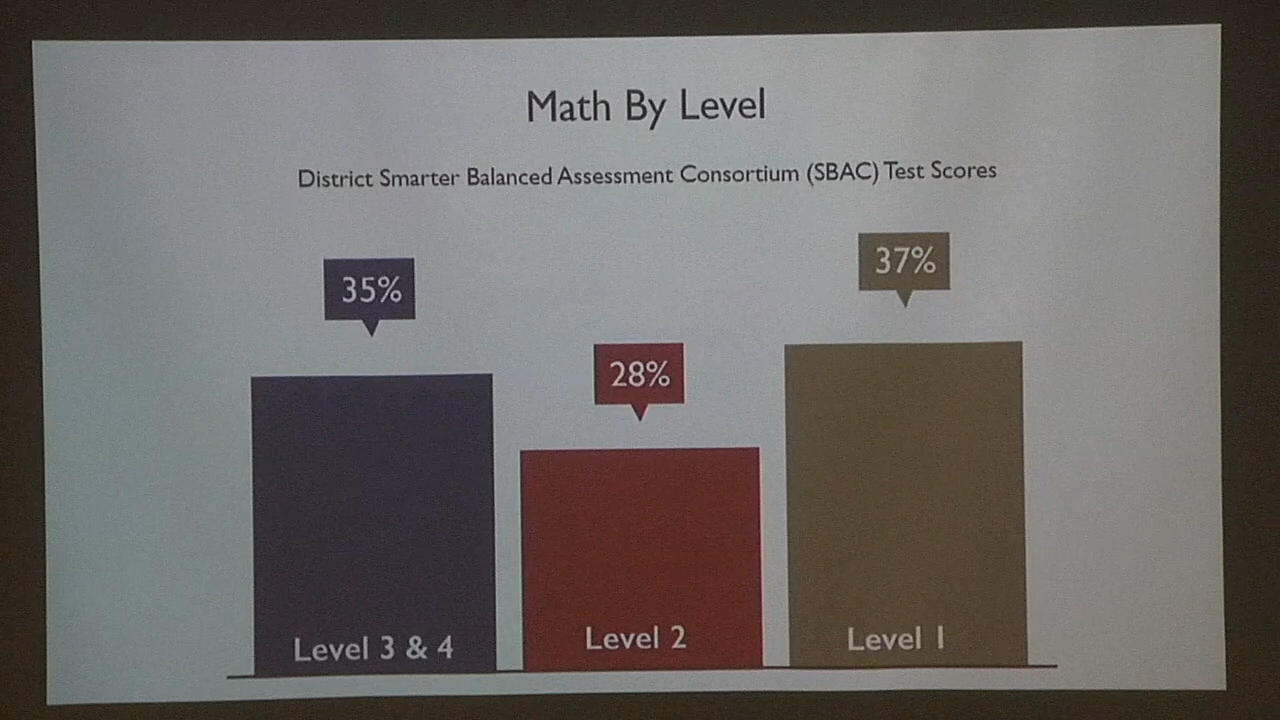 Math By Level
District Smarter Balanced Assessment Consortium (SBAC) Test Scores
35%
28%
37%
Level 3 & 4
Level 2
Level 1